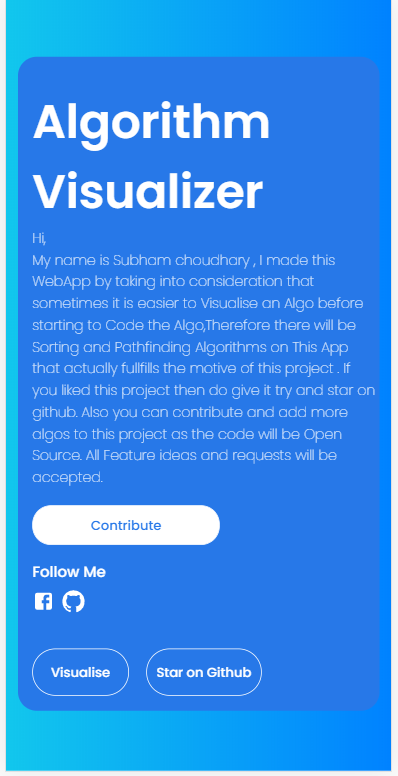 Algorithm
Visualizer
Hi,
My name is Subham choudhary , I made this
WebApp by taking into consideration that
sometimes it is easier to Visualise an Algo before
starting to Code the Algo,Therefore there will be
Sorting and Pathfinding Algorithms on This App
that actually fullfills the motive of this project . If
you liked this project then do give it try and star on
github. Also you can contribute and add more
algos to this project as the code will be Open
Source. All Feature ideas and requests will be
accepted.
Contribute
Follow Me
Visualise Star on Github